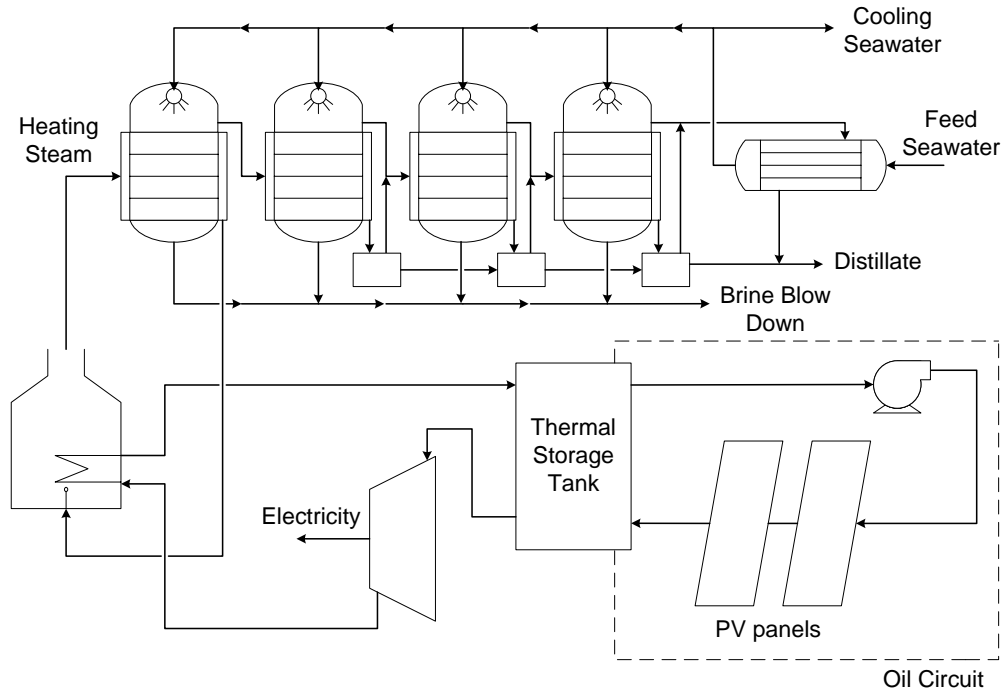 Cooling
Seawater
Heating
Steam
Feed
Seawater
Distillate
Brine Blow
Down
Thermal
Storage
Tank
Electricity
PV panels
Oil Circuit